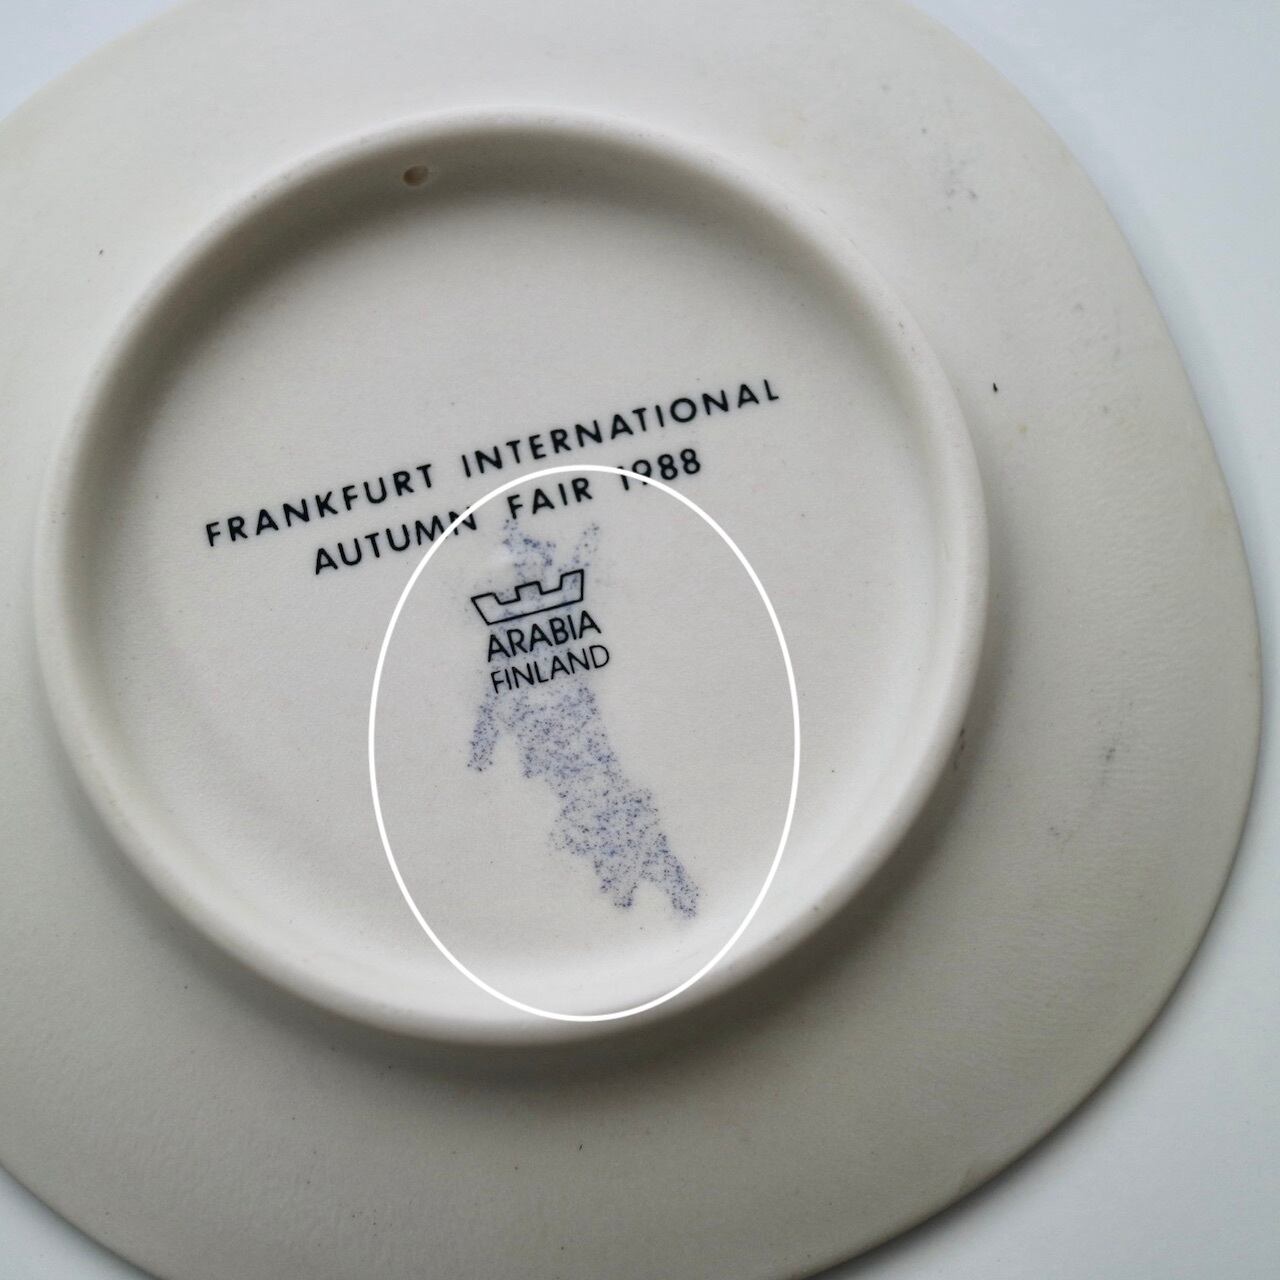 FRANKFURT INTERNATIONAL
AUTUMN FAIR 1988
ARABIA
FINLAND